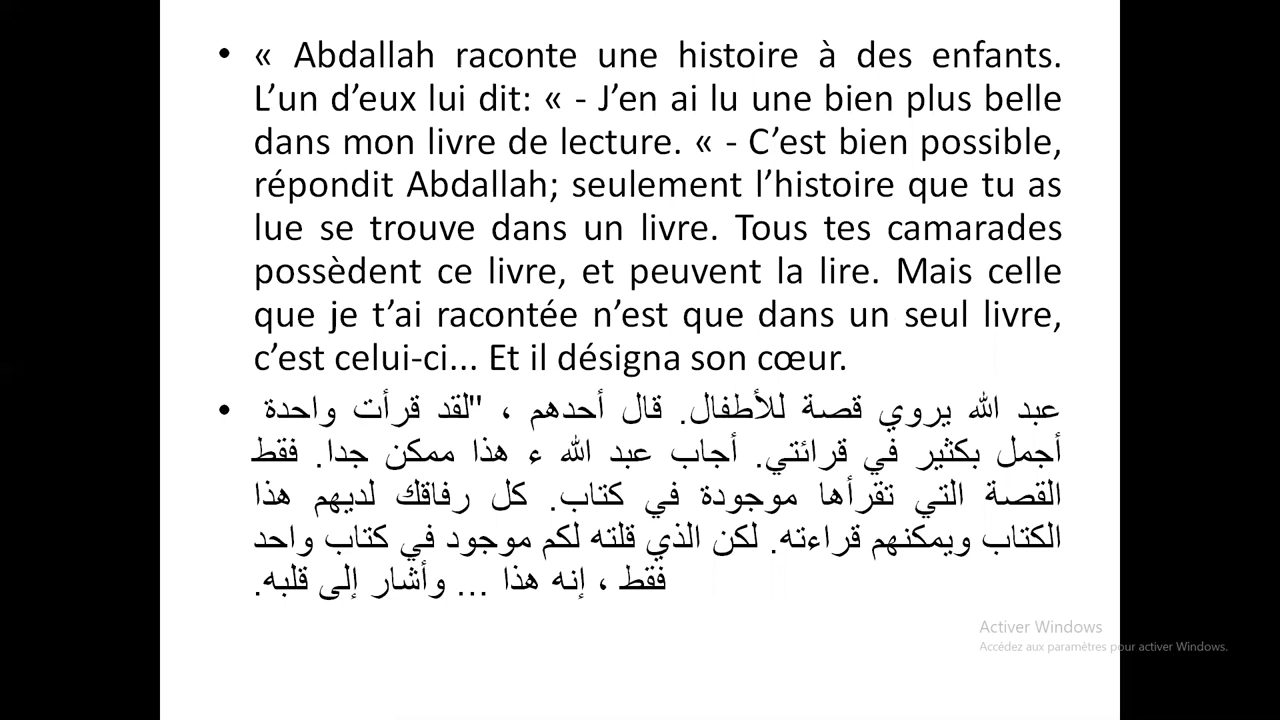 • « Abdallah raconte une histoire à des enfants.
L’un d’eux lui dit: « - J’en ai lu une bien plus belle
dans mon livre de lecture. « - C’est bien possible,
répondit Abdallah; seulement l’histoire que tu as
lue se trouve dans un livre. Tous tes camarades
possèdent ce livre, et peuvent la lire. Mais celle
que je t’ai racontée n’est que dans un seul livre,
c’est celui-ci... Et il désigna son cœur.
• عبد الله يروي قصة للأطفال. قال أحدهم ، "لقد قرأت واحدة
أجمل بكثير في قرائتي. أجاب عبد الله ء هذا ممكن جدا. فقط
القصة التي تقرأها موجودة في كتاب. كل رفاقك لديهم هذا
الكتاب ويمكنهم قراءته. لكن الذي قلته لكم موجود في كتاب واحد
فقط ، إنه هذا ... وأشار إلى قلبه.
Activer Windows
Accédez aux paramètres pour activer Windows.